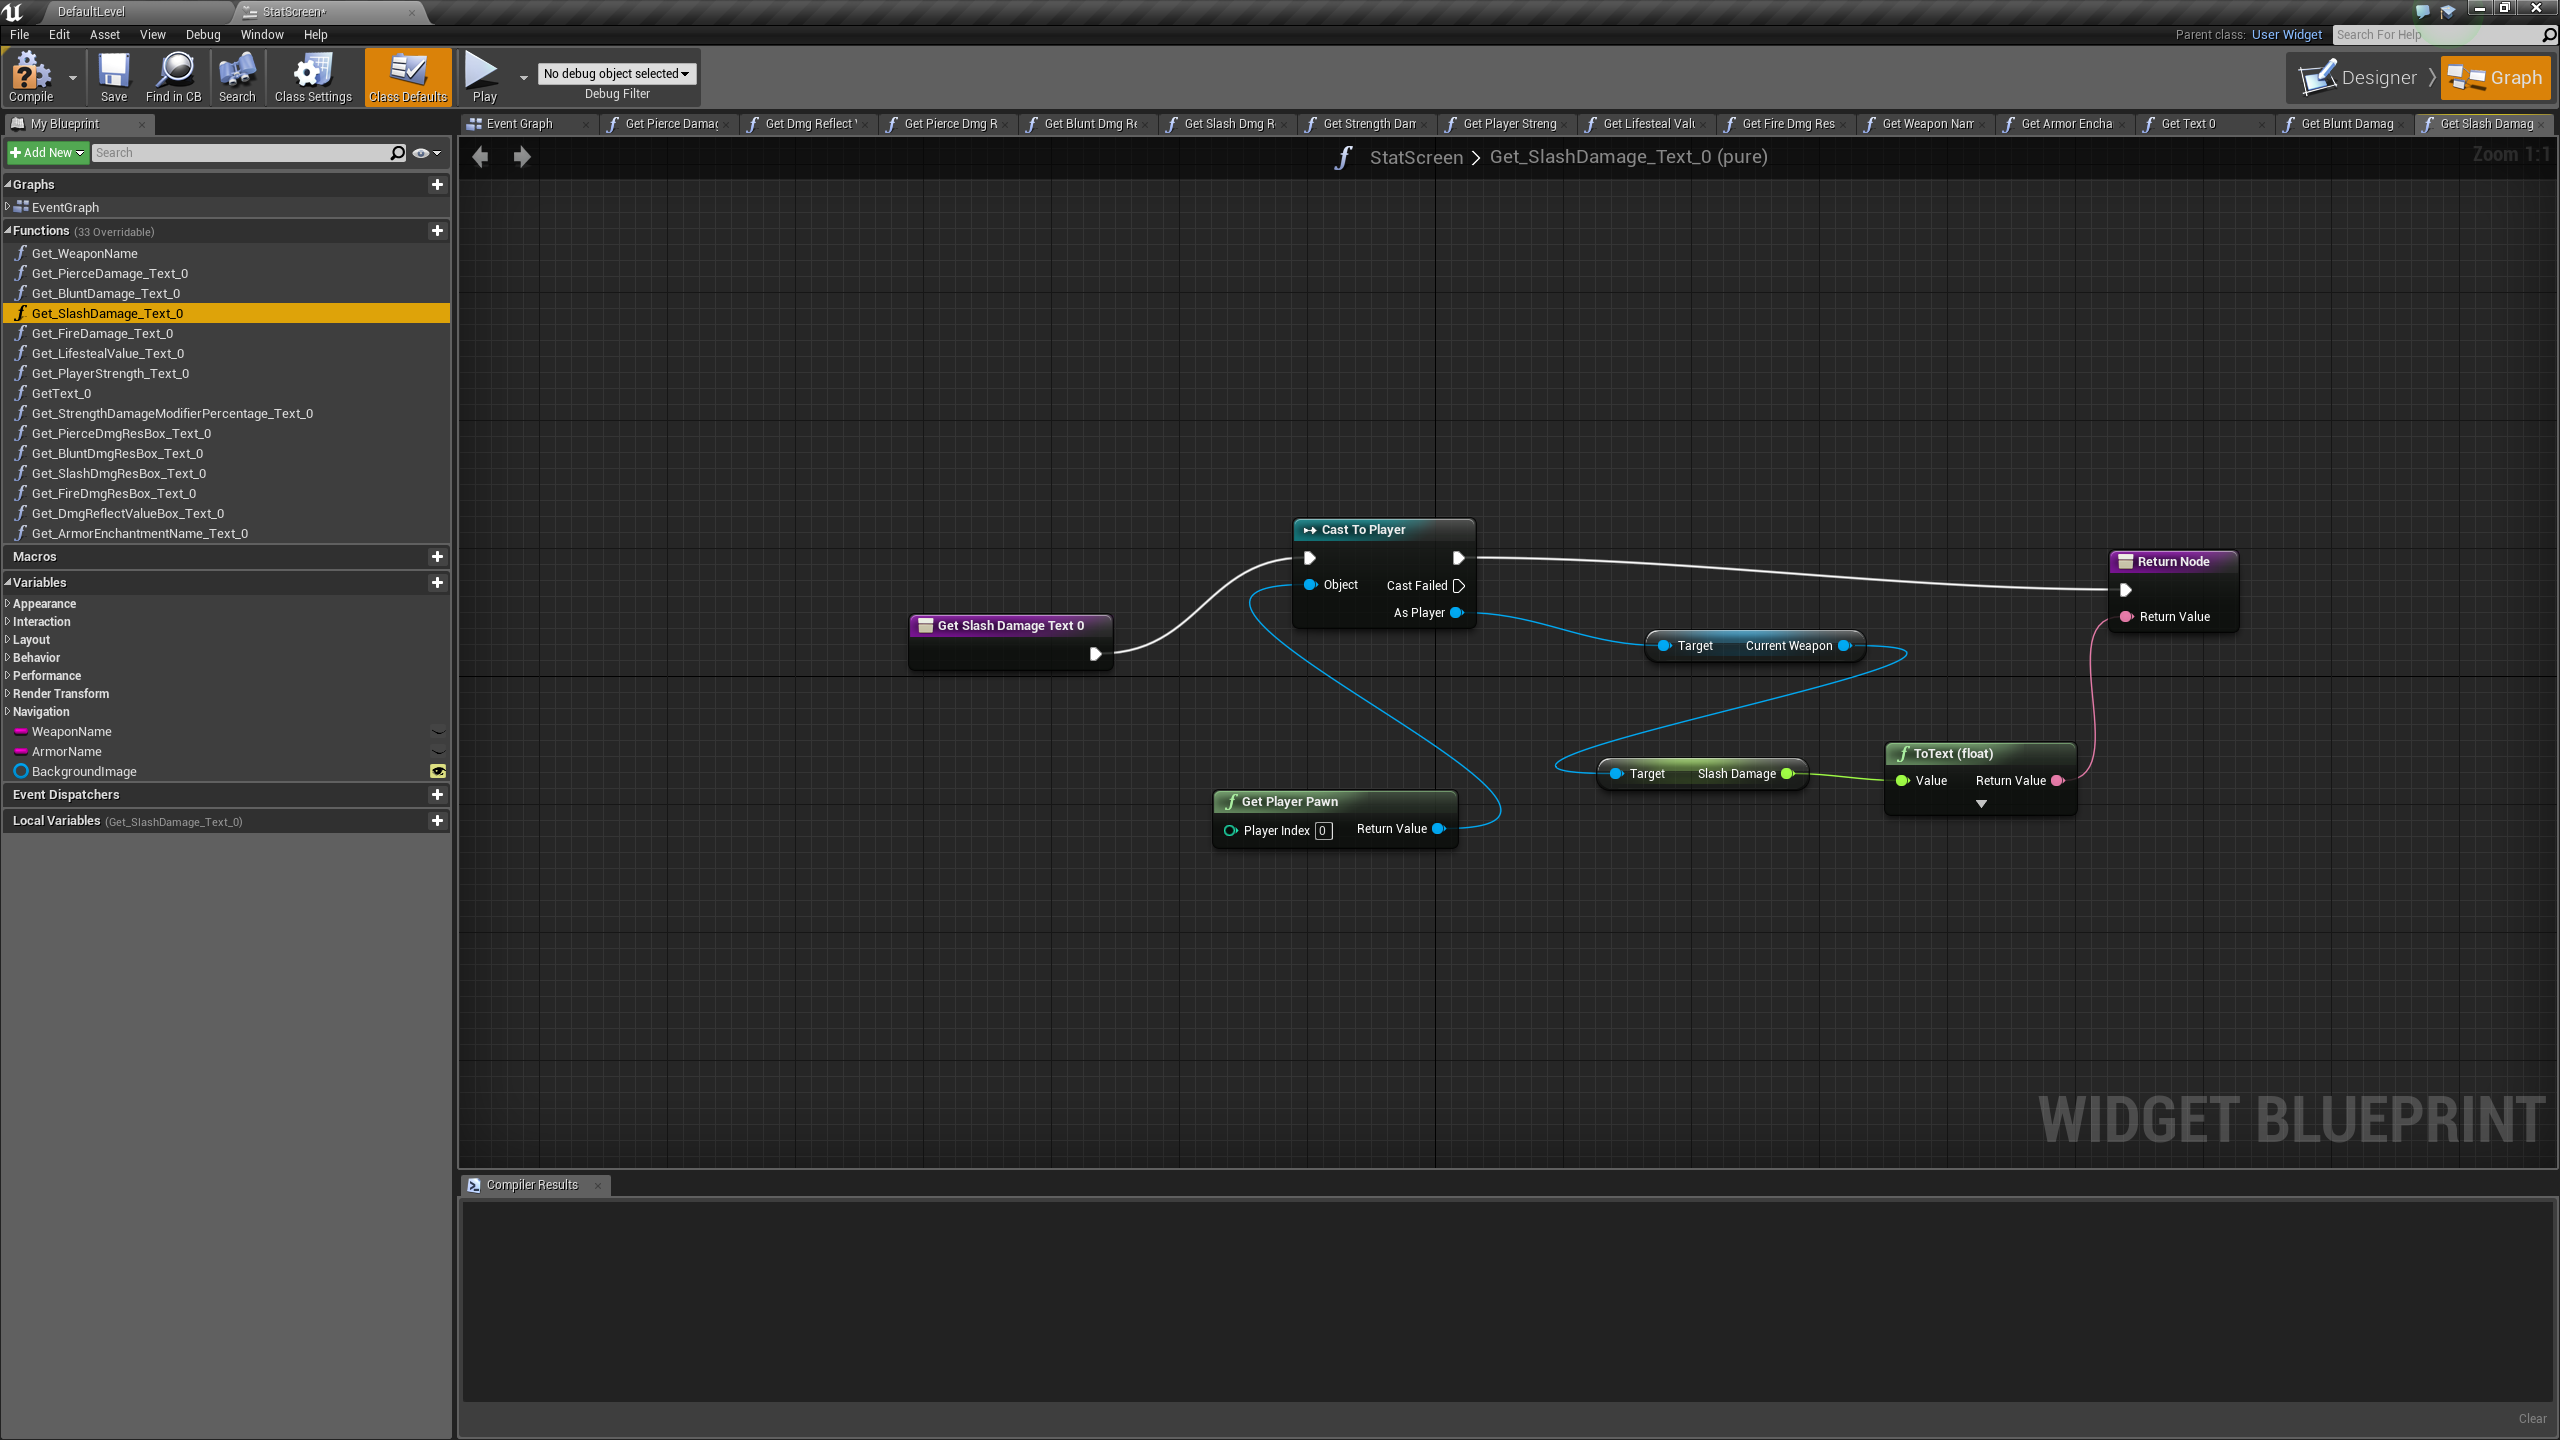 DefaultLevel
StatScreen*
File Edit Asset View Debug Window Help
Parent class: User Widget
Search For Help
Compile
Save
Find in CB
Search
Class Settings
Class Defaults
Play
No debug object selected
Debug Filter
Designer
Graph
My Blueprint
Event Graph
Get Pierce Damag
Get Dmg Reflect
Get Pierce Dmg R
Get Blunt Dmg Re
Get Slash Dmg R
Get Strength Dam
Get Player Streng
Get Lifesteal Valu
Get Fire Dmg Res
Get Weapon Nam
Get Armor Encha
Get Text 0
Get Blunt Damag
Get Slash Damag
Add New
Search
StatScreen > Get_SlashDamage_Text_0 (pure)
Zoom 1:1
Graphs
EventGraph
Functions (33 Overridable)
Get_WeaponName
Get_PierceDamage_Text_0
Get_BluntDamage_Text_0
Get_SlashDamage_Text_0
Get_FireDamage_Text_0
Get_LifestealValue_Text_0
Get_PlayerStrength_Text_0
GetText_0
Get_StrengthDamageModifierPercentage_Text_0
Get_PierceDmgResBox_Text_0
Get_BluntDmgResBox_Text_0
Get_SlashDmgResBox_Text_0
Get_FireDmgResBox_Text_0
Get_DmgReflectValueBox_Text_0
Get_ArmorEnchantmentName_Text_0
Macros
Variables
Appearance
Interaction
Layout
Behavior
Performance
Render Transform
Navigation
WeaponName
ArmorName
BackgroundImage
Event Dispatchers
Local Variables (Get_SlashDamage_Text_0)
Get Slash Damage Text 0
Cast To Player
Object
Cast Failed
As Player
Get Player Pawn
Player Index 0
Return Value
Target
Current Weapon
Target
Slash Damage
ToText (float)
Value
Return Value
Return Node
Return Value
WIDGET BLUEPRINT
Compiler Results
Clear